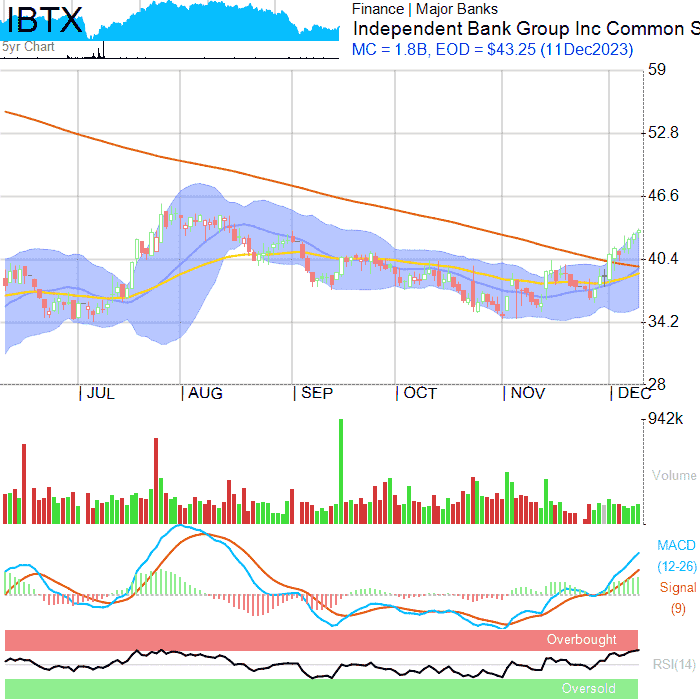 IBTX
5yr Chart
Finance | Major Banks
Independent Bank Group Inc Common S
MC = 1.8B, EOD = $43.25 (11Dec2023)
59
52.8
46.6
40.4
34.2
28
JUL
AUG
SEP
OCT
NOV
DEC
942k
Volume
MACD
(12-26)
Signal
(9)
Overbought
RSI(14)
Oversold